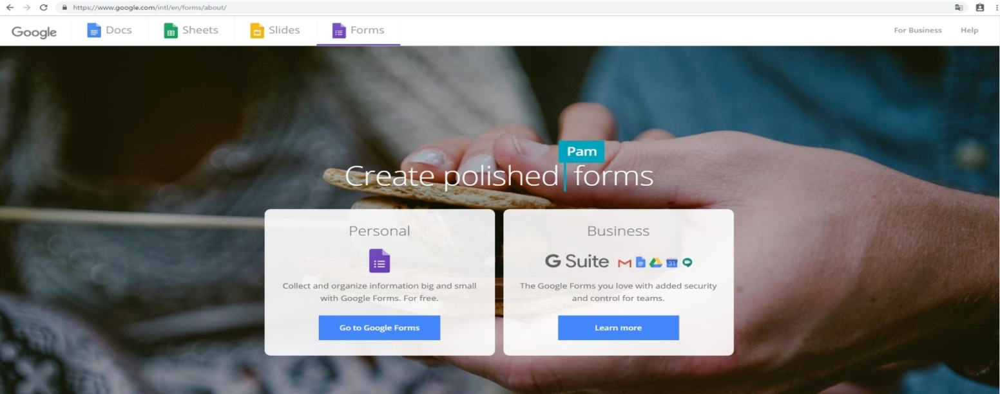 https://www.google.com/intl/en/forms/about/
Google Docs Sheets Slides Forms For Business Help
Pam
Create polished forms
Personal
Collect and organize information big and small
with Google Forms. For free.
Go to Google Forms
Business
G Suite 31
The Google Forms you love with added security
and control for teams.
Learn more